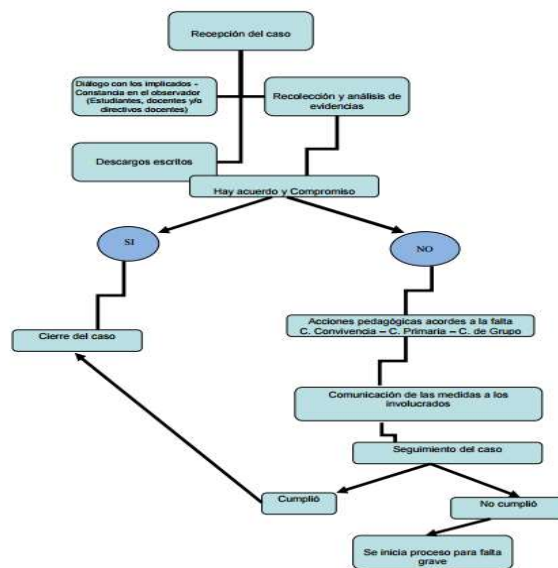 Recepción del caso
Diálogo con los implicados –
Constancia en el observador
(Estudiantes, docentes y/o
directivos docentes)
Recolección y análisis de
evidencias
Descargos escritos
Hay acuerdo y Compromiso
SI
NO
Acciones pedagógicas acordes a la falta
C. Convivencia – C. Primaria – C. de Grupo
Cierre del caso
Comunicación de las medidas a los
involucrados
Seguimiento del caso
Cumplió
No cumplió
Se inicia proceso para falta
grave